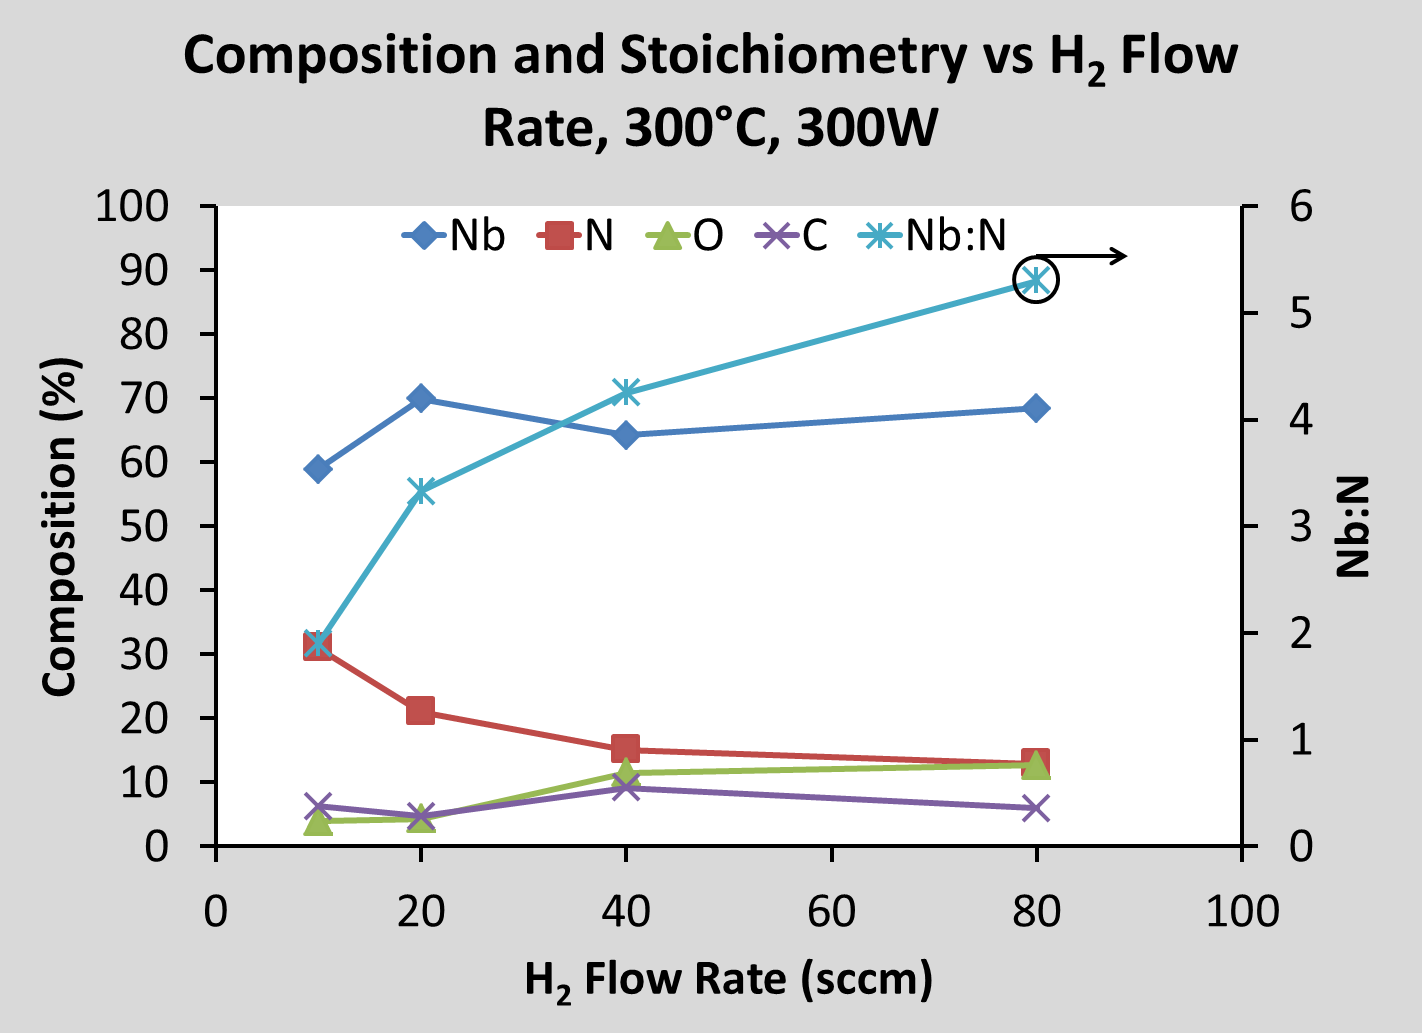 Composition and Stoichiometry vs H₂ Flow
Rate, 300°C, 300W
Nb N O C Nb:N
100
90
80
70
60
50
40
30
20
10
0
Composition (%)
6
5
4
3
2
1
0
Nb:N
0 20 40 60 80 100
H₂ Flow Rate (sccm)